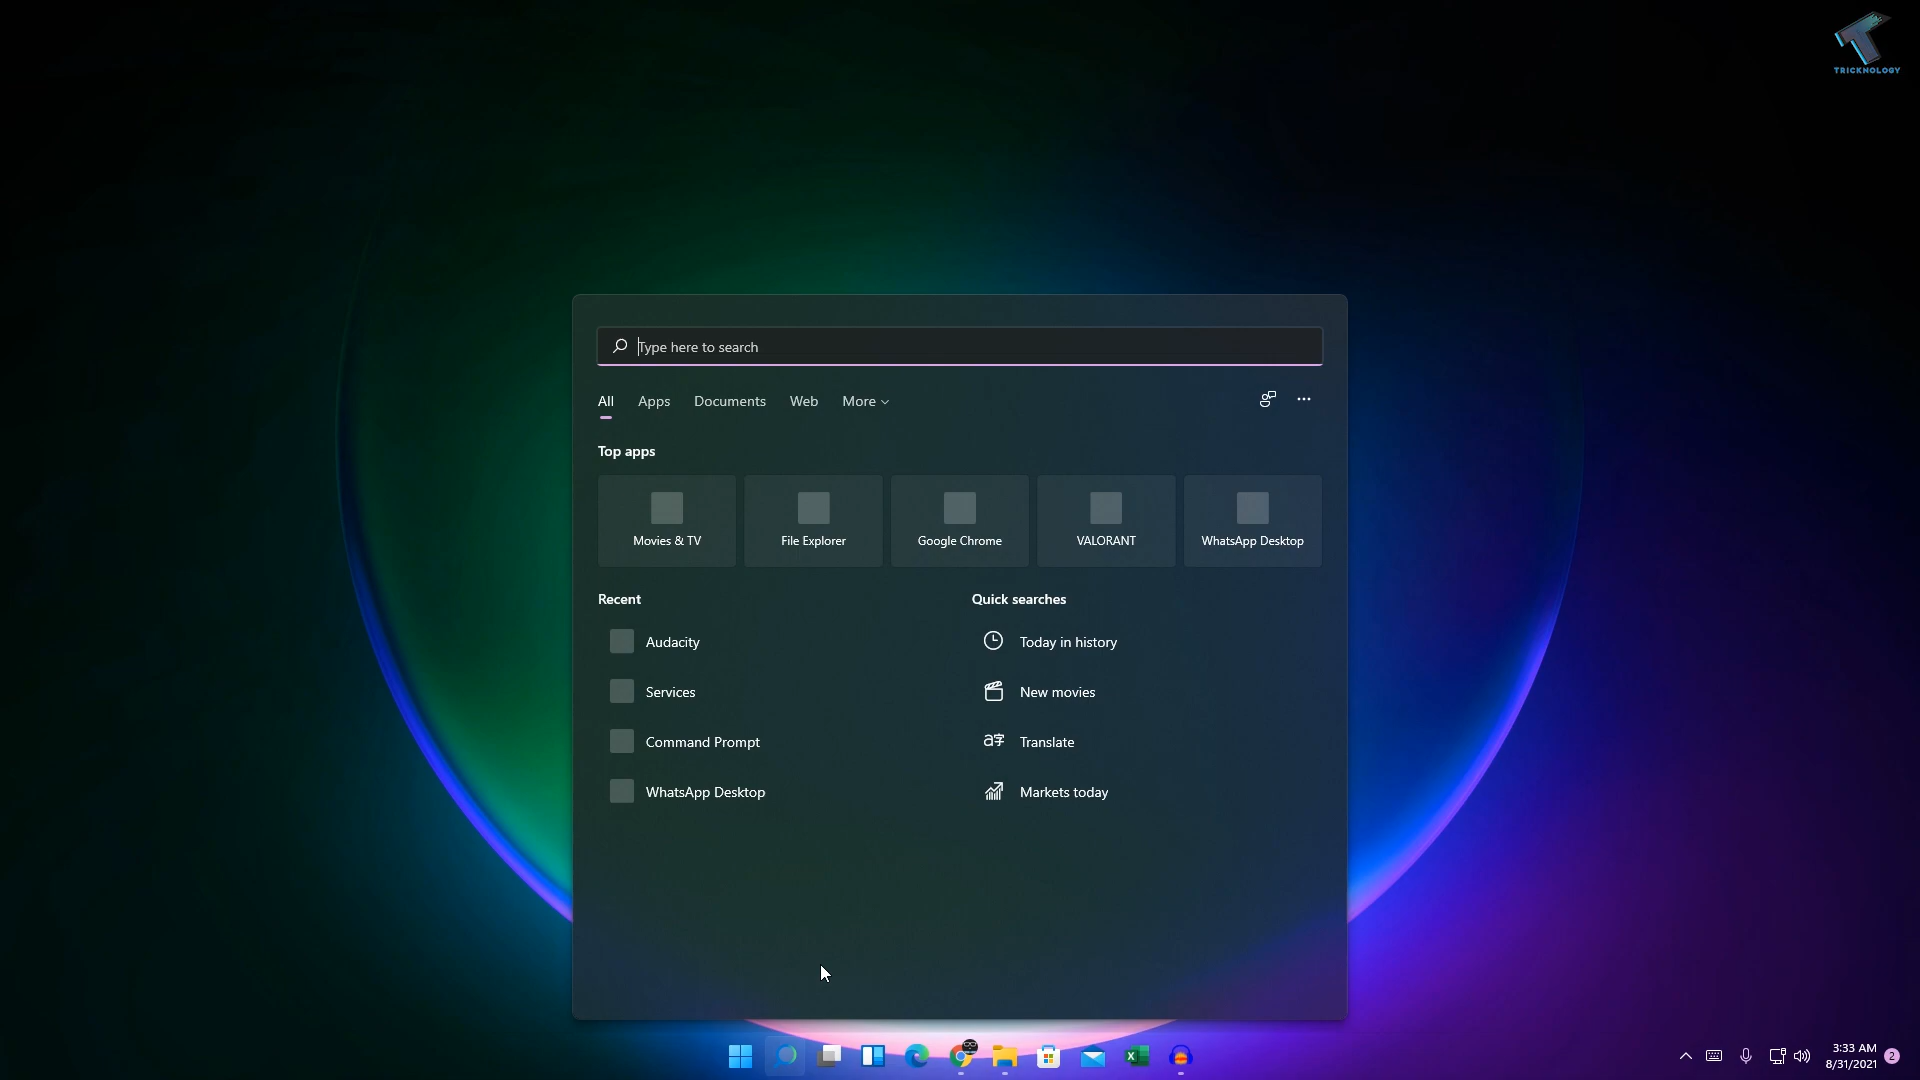 TRICKNOLOGY
Type here to search
All Apps Documents Web More
Top apps
Movies & TV File Explorer Google Chrome VALORANT WhatsApp Desktop
Recent Quick searches
Audacity Today in history
Services New movies
Command Prompt Translate
WhatsApp Desktop Markets today
3:33 AM
8/31/2021 2